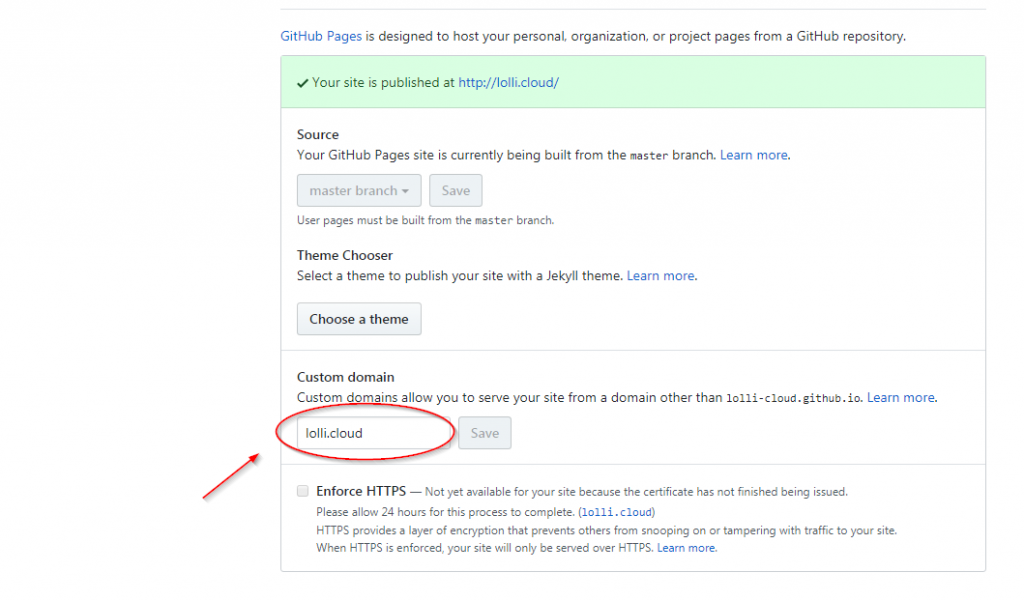 GitHub Pages is designed to host your personal, organization, or project pages from a GitHub repository.
Your site is published at http://lolli.cloud/
Source
Your GitHub Pages site is currently being built from the master branch. Learn more.
master branch
Save
User pages must be built from the master branch.
Theme Chooser
Select a theme to publish your site with a Jekyll theme. Learn more.
Choose a theme
Custom domain
Custom domains allow you to serve your site from a domain other than lolli-cloud.github.io. Learn more.
lolli.cloud
Save
Enforce HTTPS — Not yet available for your site because the certificate has not finished being issued.
Please allow 24 hours for this process to complete. (lolli.cloud)
HTTPS provides a layer of encryption that prevents others from snooping on or tampering with traffic to your site.
When HTTPS is enforced, your site will only be served over HTTPS. Learn more.